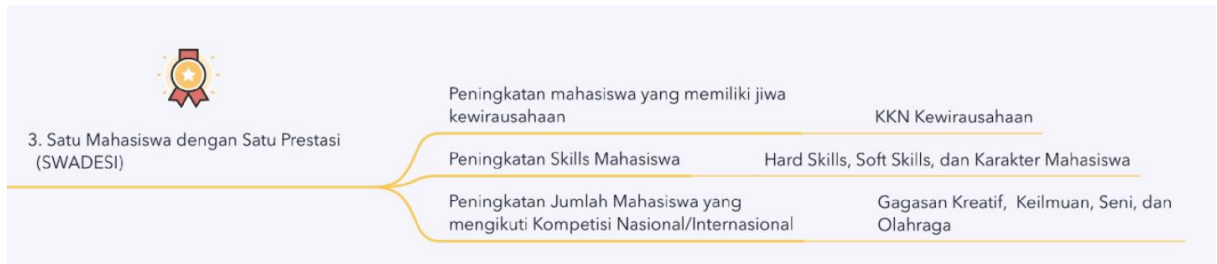 3. Satu Mahasiswa dengan Satu Prestasi
(SWADESI)
Peningkatan mahasiswa yang memiliki jiwa
kewirausahaan
KKN Kewirausahaan
Peningkatan Skills Mahasiswa
Hard Skills, Soft Skills, dan Karakter Mahasiswa
Peningkatan Jumlah Mahasiswa yang
mengikuti Kompetisi Nasional/Internasional
Gagasan Kreatif, Keilmuan, Seni, dan
Olahraga